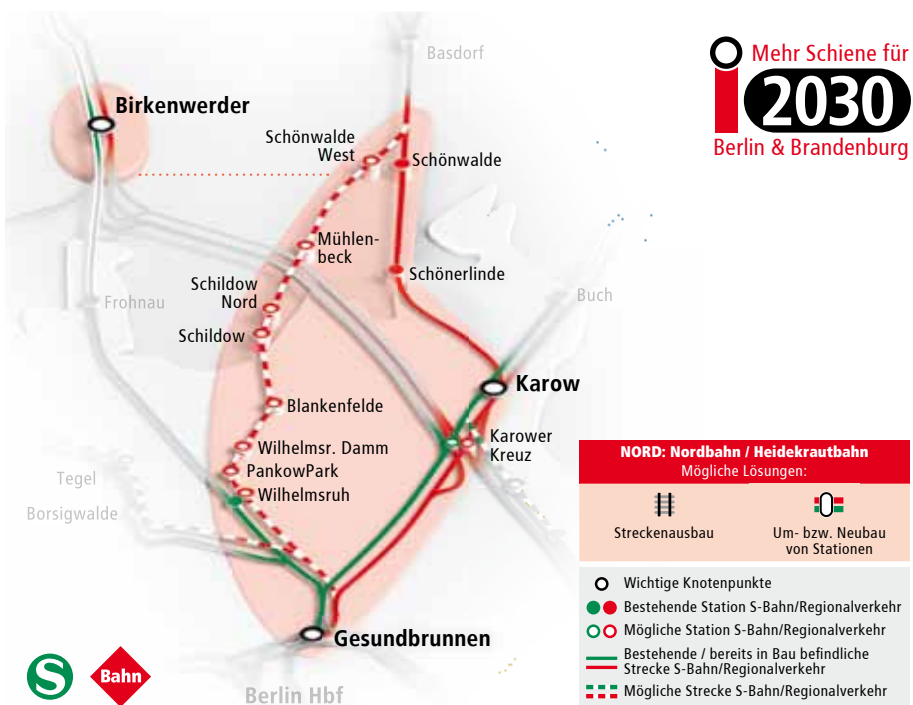 Basdorf
Mehr Schiene für
i 2030
Berlin & Brandenburg
Birkenwerder
Schönwalde
West
Schönwalde
Mühlen-
beck
Schönerlinde
Schildow
Nord
Frohnau
Buch
Schildow
Karow
Blankenfelde
Karower
Kreuz
Wilhelmsr. Damm
PankowPark
Wilhelmsruh
Tegel
Borsigwalde
Gesundbrunnen
Berlin Hbf
S
Bahn
NORD: Nordbahn / Heidekrautbahn
Mögliche Lösungen:
Streckenausbau
Um- bzw. Neubau
von Stationen
Wichtige Knotenpunkte
Bestehende Station S-Bahn/Regionalverkehr
Mögliche Station S-Bahn/Regionalverkehr
Bestehende / bereits in Bau befindliche
Strecke S-Bahn/Regionalverkehr
Mögliche Strecke S-Bahn/Regionalverkehr